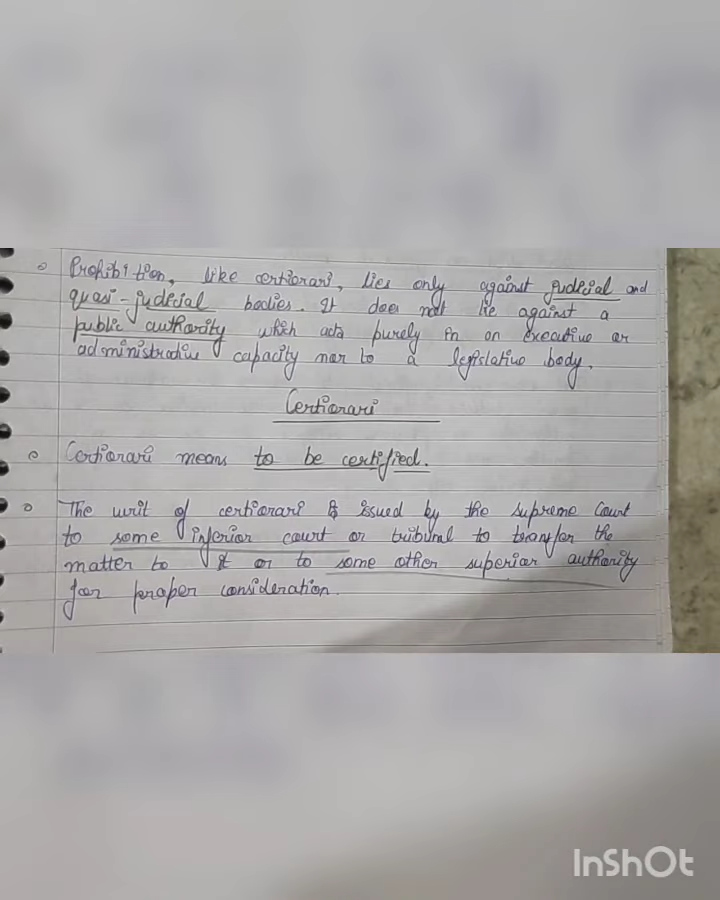 Prohibition, like certiorari, lies only against judicial and
quasi-judicial bodies. It does not lie against a
public authority which acts purely in an executive or
administrative capacity nor to a legislative body.
Certiorari
Certiorari means to be certified.
The writ of certiorari is issued by the Supreme Court
to some inferior court or tribunal to transfer the
matter to it or to some other superior authority
for proper consideration.
InShOt